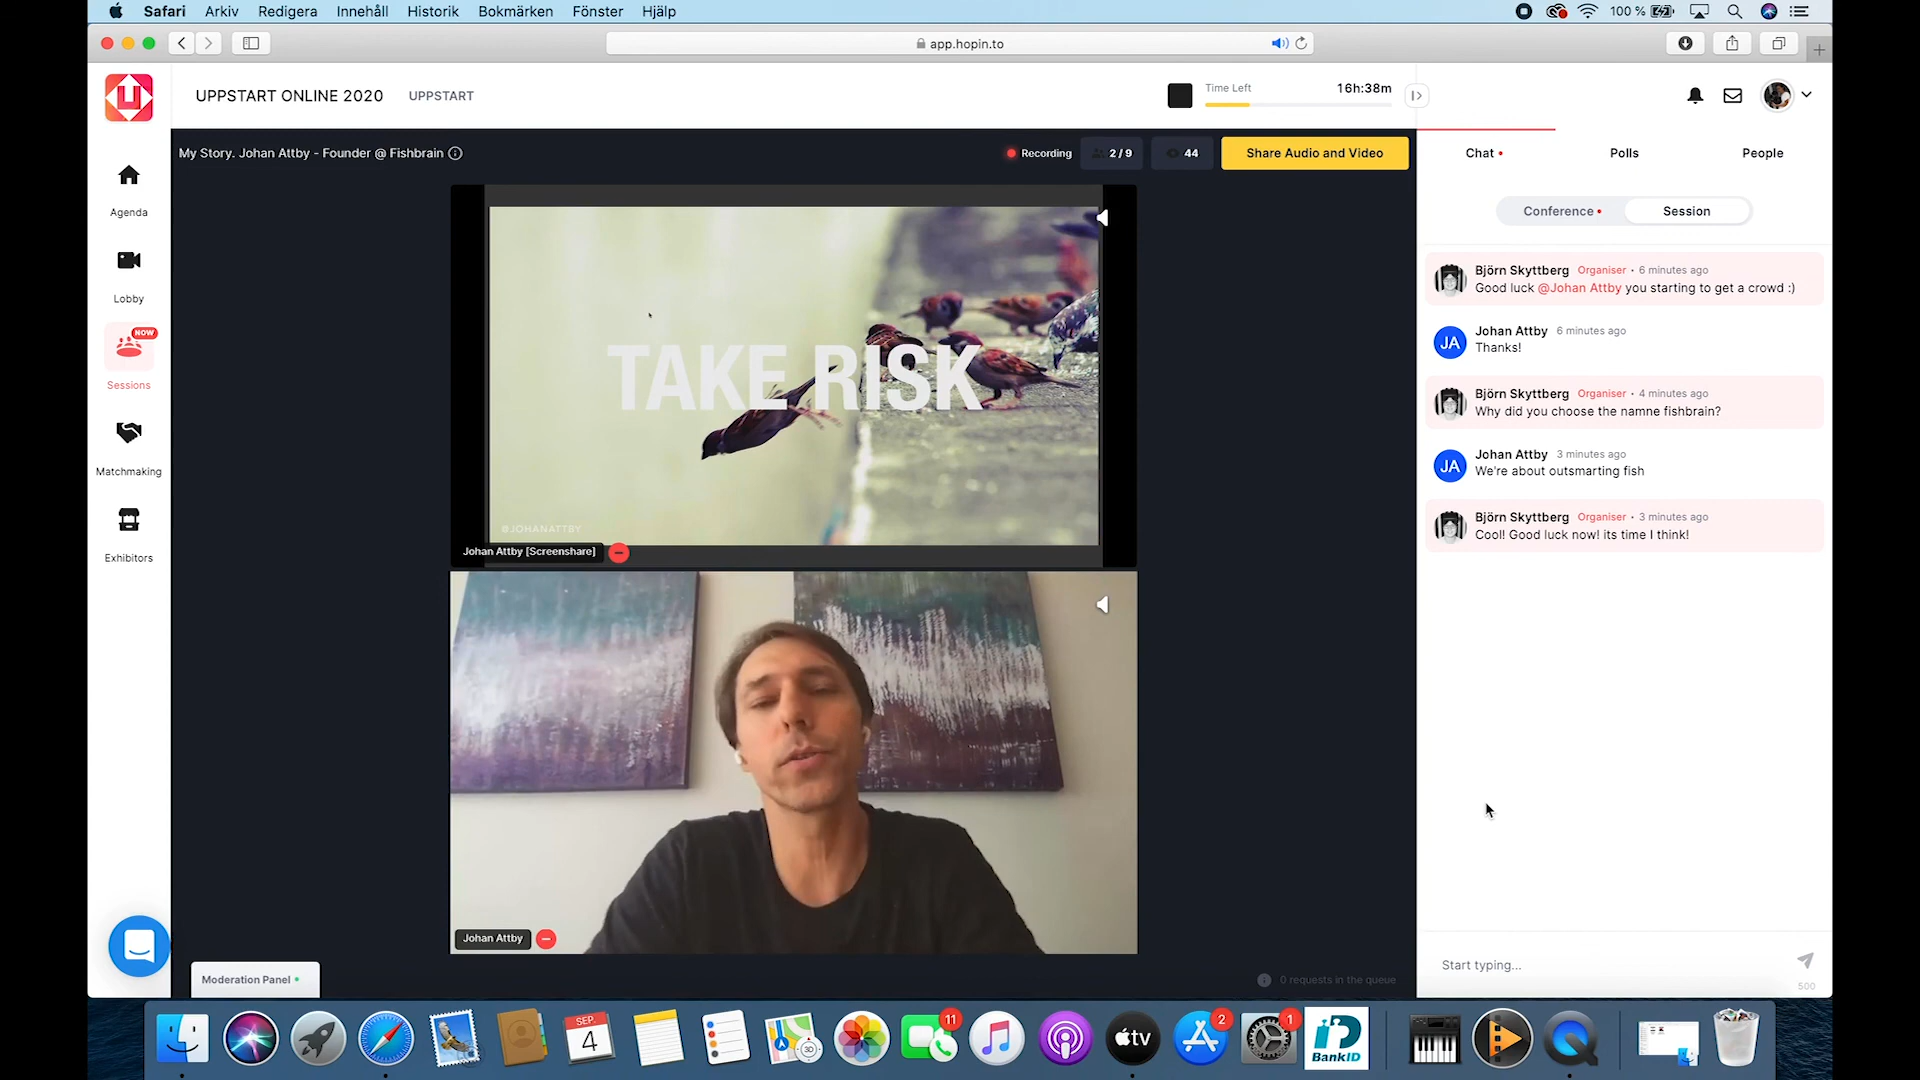 Safari Arkiv Redigera Innehåll Historik Bokmärken Fönster Hjälp
100 %
app.hopin.to
UPPSTART ONLINE 2020 UPPSTART
Time Left 16h:38m
My Story. Johan Attby - Founder @ Fishbrain
Recording 2 / 9 44 Share Audio and Video
Agenda
Lobby
NOW
Sessions
Matchmaking
Exhibitors
TAKE RISK
@JOHANATTBY
Johan Attby [Screenshare]
Johan Attby
Moderation Panel
0 requests in the queue
Chat Polls People
Conference Session
Björn Skyttberg Organiser • 6 minutes ago
Good luck @Johan Attby you starting to get a crowd :)
JA
Johan Attby 6 minutes ago
Thanks!
Björn Skyttberg Organiser • 4 minutes ago
Why did you choose the namne fishbrain?
JA
Johan Attby 3 minutes ago
We're about outsmarting fish
Björn Skyttberg Organiser • 3 minutes ago
Cool! Good luck now! its time I think!
Start typing...
500
SEP.
4
11
tv
2
1
BankID